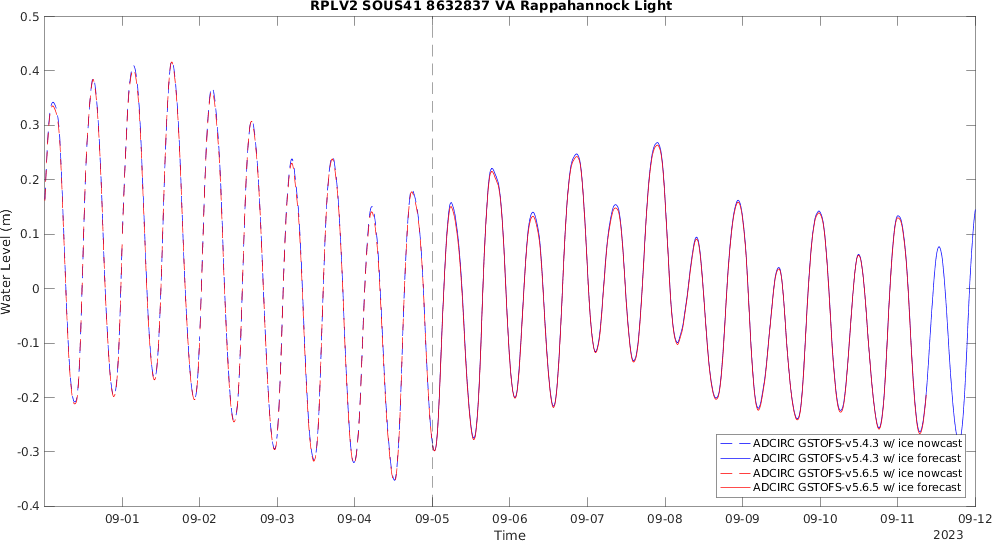 RPLV2 SOUS41 8632837 VA Rappahannock Light
0.5
0.4
0.3
0.2
0.1
0
-0.1
-0.2
-0.3
-0.4
Water Level (m)
09-01 09-02 09-03 09-04 09-05 09-06 09-07 09-08 09-09 09-10 09-11 09-12
Time
2023
ADCIRC GSTOFS-v5.4.3 w/ ice nowcast
ADCIRC GSTOFS-v5.4.3 w/ ice forecast
ADCIRC GSTOFS-v5.6.5 w/ ice nowcast
ADCIRC GSTOFS-v5.6.5 w/ ice forecast